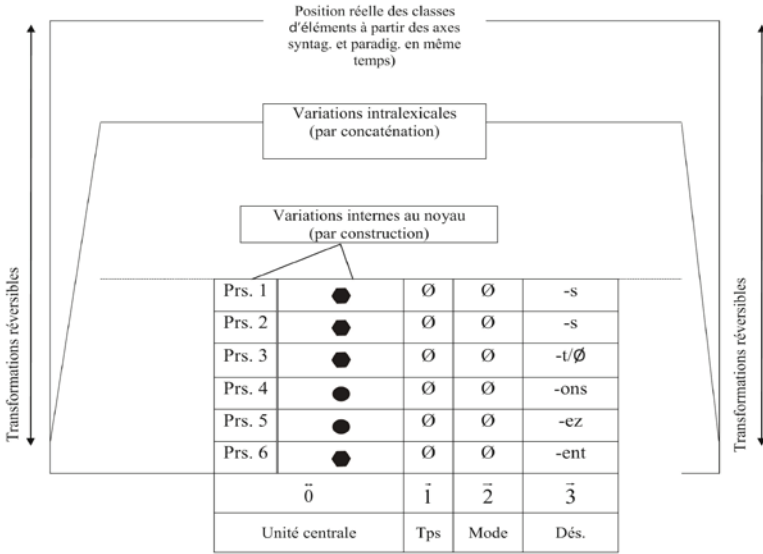 Position réelle des classes
d'éléments à partir des axes
syntag. et paradig. en même
temps)
Variations intralexicales
(par concaténation)
Variations internes au noyau
(par construction)
Transformations réversibles
Transformations réversibles
Prs. 1 Ø Ø -s
Prs. 2 Ø Ø -s
Prs. 3 Ø Ø -t/Ø
Prs. 4 Ø Ø -ons
Prs. 5 Ø Ø -ez
Prs. 6 Ø Ø -ent
0 1 2 3
Unité centrale Tps Mode Dés.